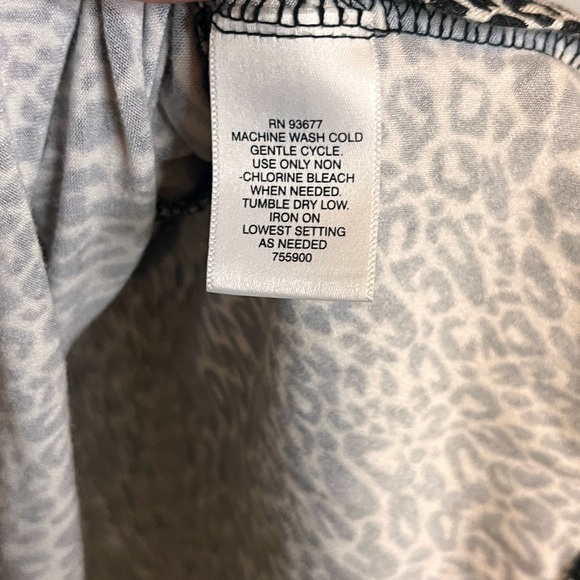 RN 93677
MACHINE WASH COLD
GENTLE CYCLE.
USE ONLY NON
-CHLORINE BLEACH
WHEN NEEDED.
TUMBLE DRY LOW.
IRON ON
LOWEST SETTING
AS NEEDED
755900